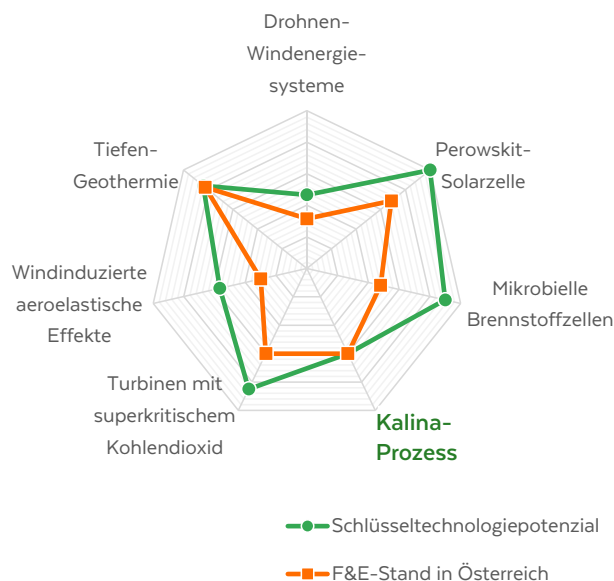 Drohnen-
Windenergie-
systeme
Perowskit-
Solarzelle
Mikrobielle
Brennstoffzellen
Kalina-
Prozess
Turbinen mit
superkritischem
Kohlendioxid
Windinduzierte
aeroelastische
Effekte
Tiefen-
Geothermie
Schlüsseltechnologiepotenzial
F&E-Stand in Österreich